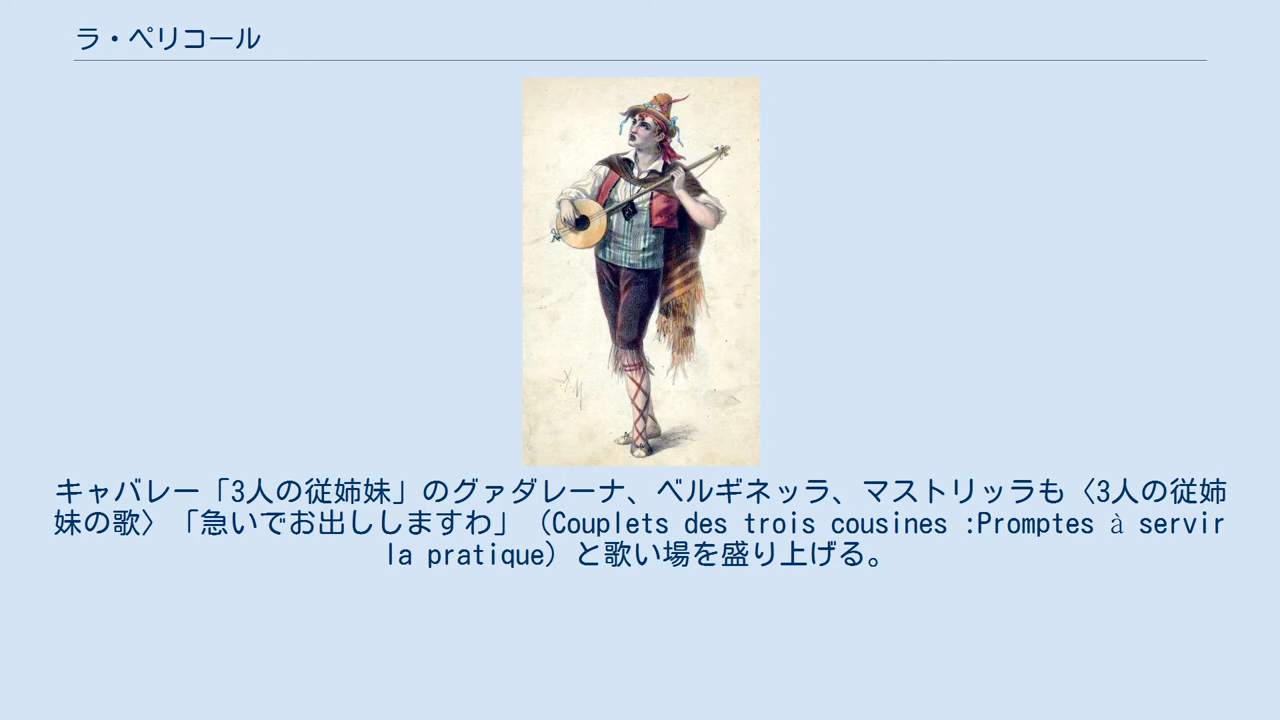 ラ・ペリコール
キャバレー「3人の従姉妹」のグァダレーナ、ベルギネッラ、マストリッラも〈3人の従姉
妹の歌〉「急いでお出ししますわ」（Couplets des trois cousines :Promptes à servir
la pratique）と歌い場を盛り上げる。